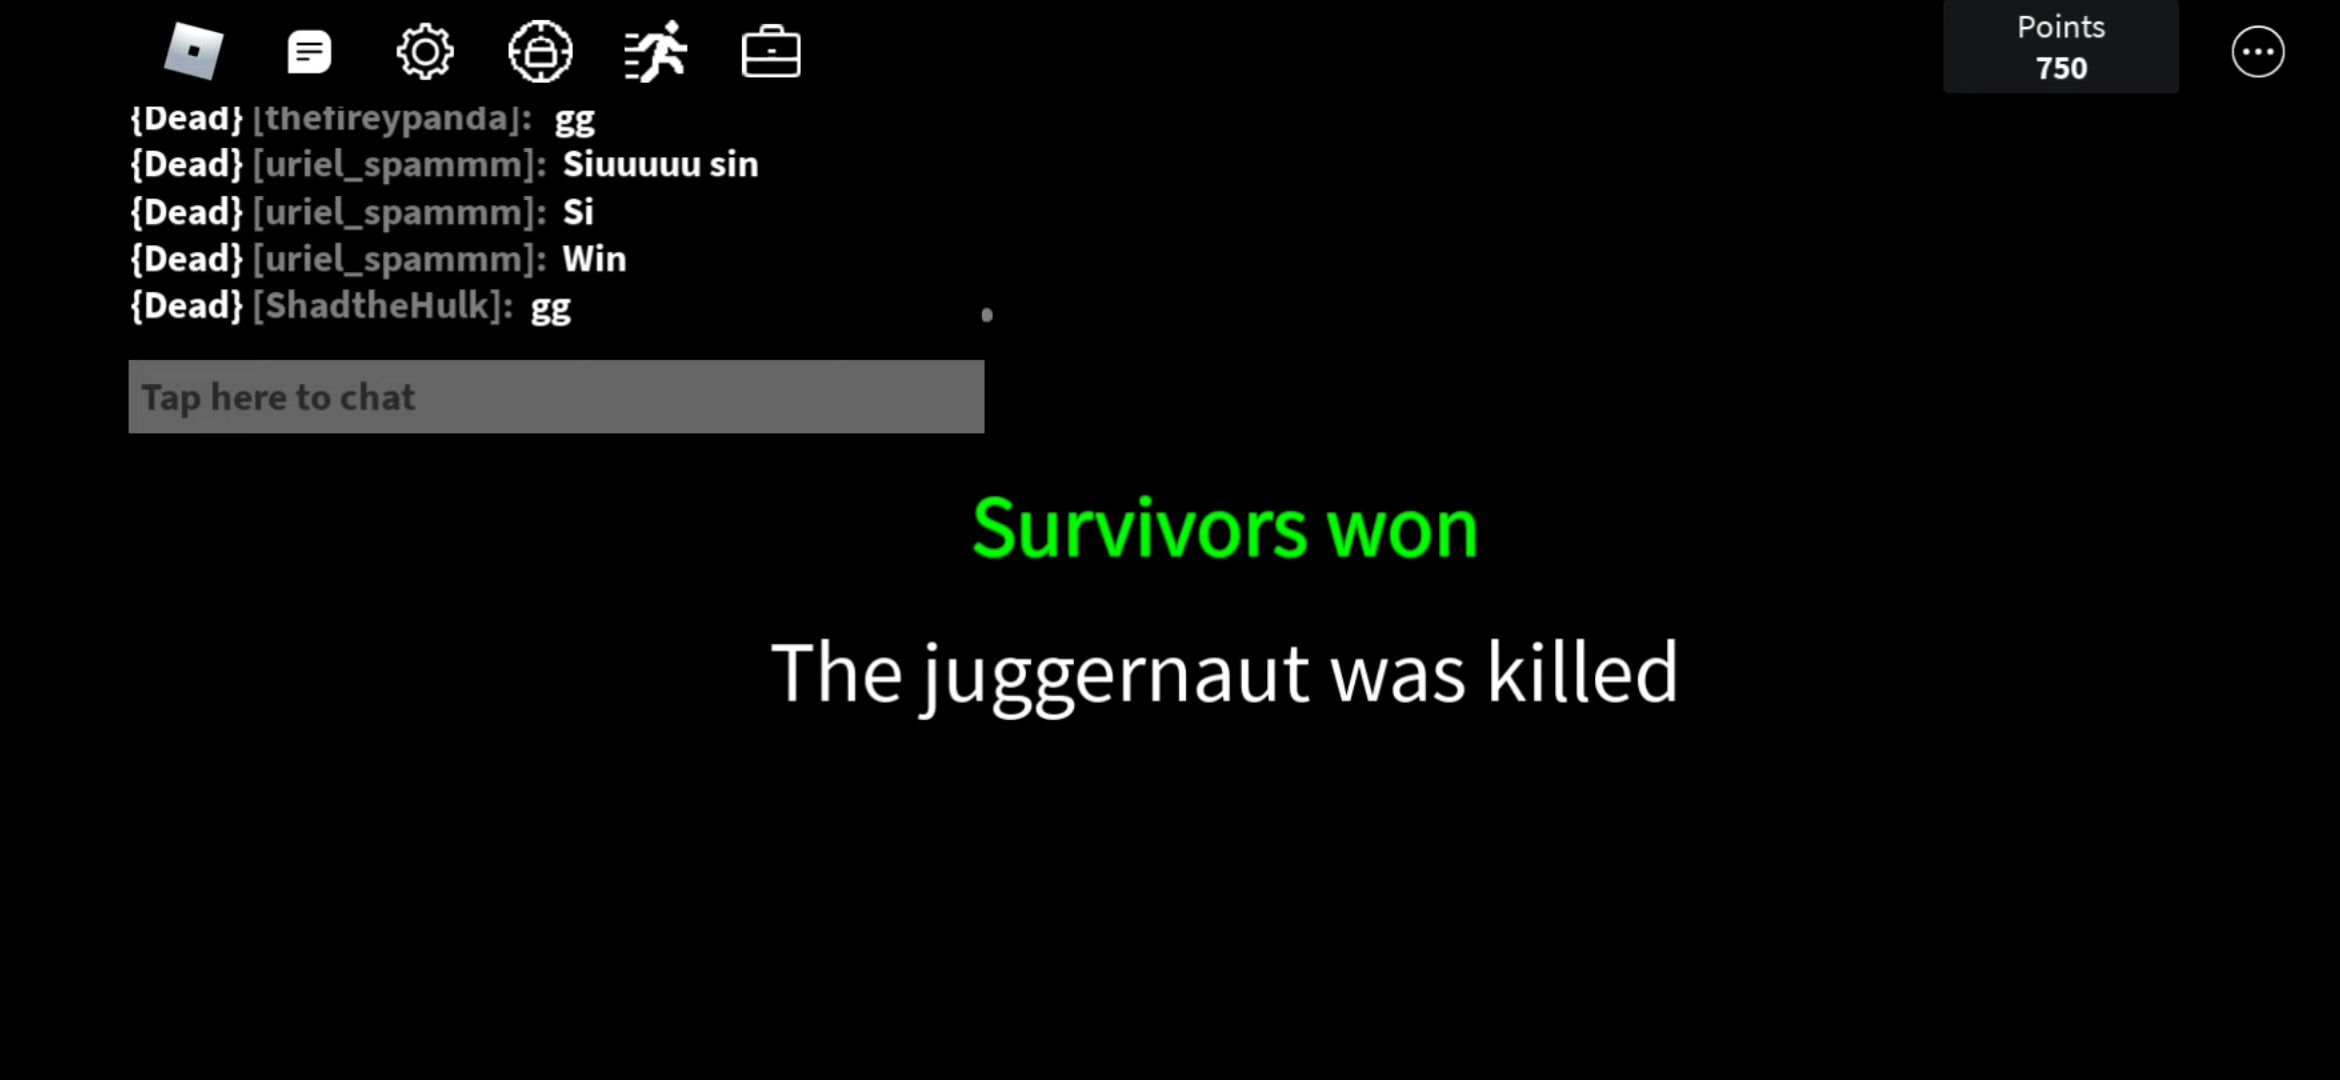 Points
750
{Dead} [thefireypanda]: gg
{Dead} [uriel_spammm]: Siuuuuu sin
{Dead} [uriel_spammm]: Si
{Dead} [uriel_spammm]: Win
{Dead} [ShadtheHulk]: gg
Tap here to chat
Survivors won
The juggernaut was killed